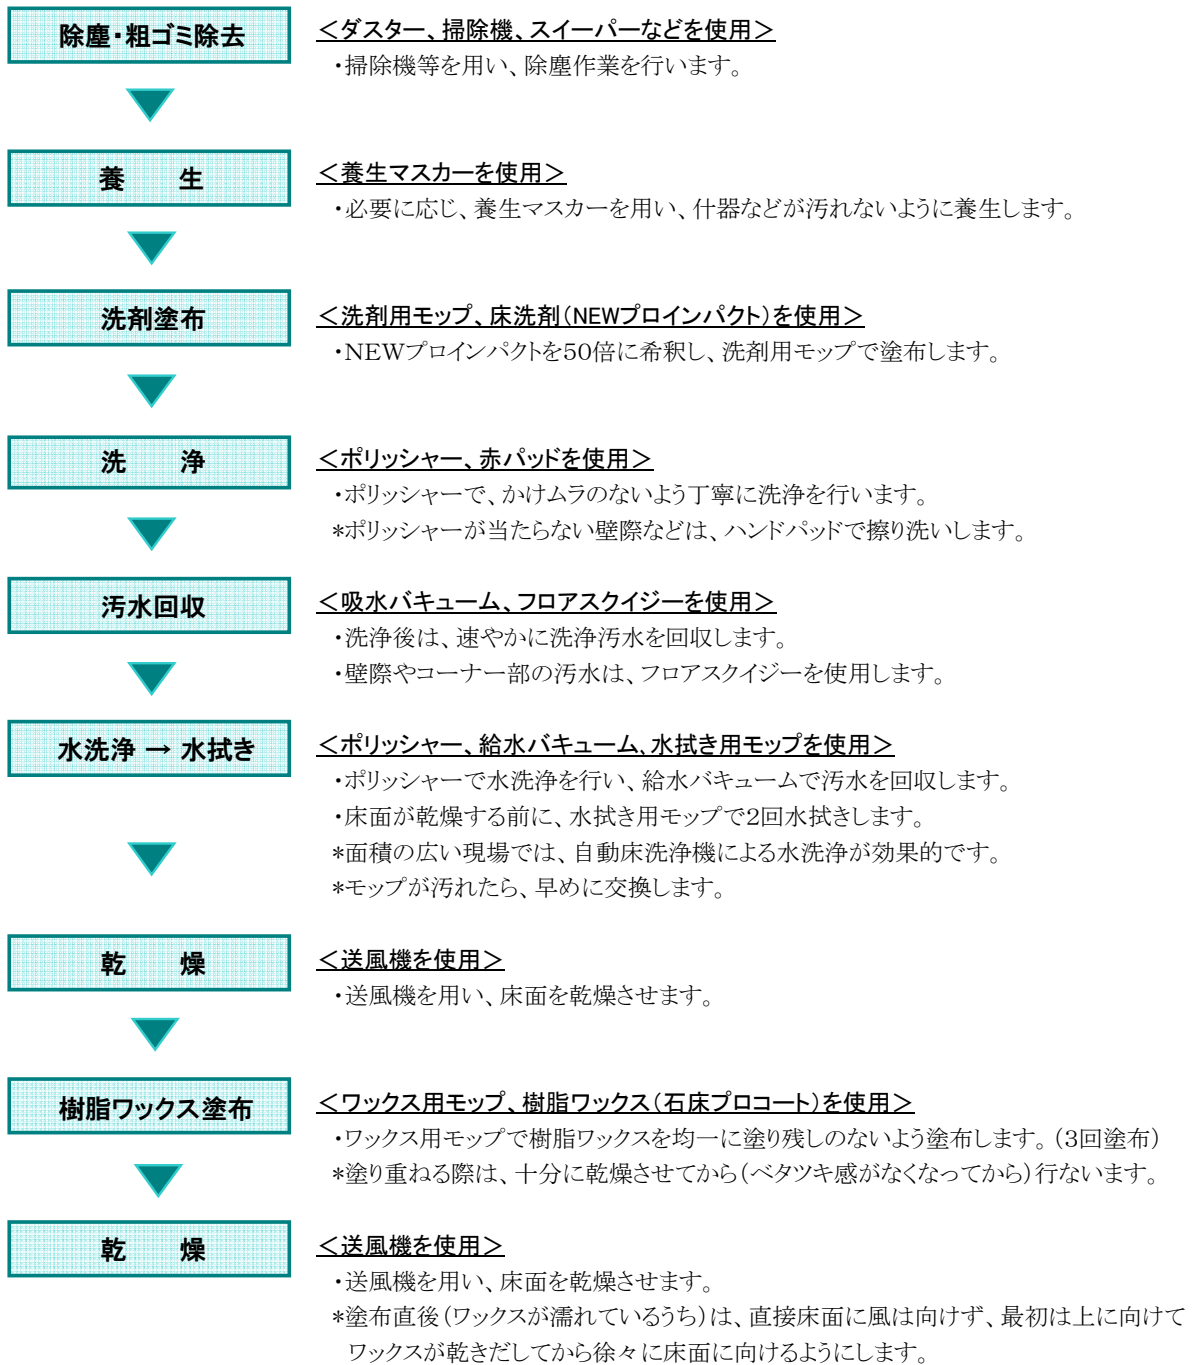 除塵・粗ゴミ除去
＜ダスター、掃除機、スイーパーなどを使用＞
・掃除機等を用い、除塵作業を行います。
養　生
＜養生マスカーを使用＞
・必要に応じ、養生マスカーを用い、什器などが汚れないように養生します。
洗剤塗布
＜洗剤用モップ、床洗剤（NEWプロインパクト）を使用＞
・NEWプロインパクトを50倍に希釈し、洗剤用モップで塗布します。
洗　浄
＜ポリッシャー、赤パッドを使用＞
・ポリッシャーで、かけムラのないよう丁寧に洗浄を行います。
*ポリッシャーが当たらない壁際などは、ハンドパッドで擦り洗いします。
汚水回収
＜吸水バキューム、フロアスクイジーを使用＞
・洗浄後は、速やかに洗浄汚水を回収します。
・壁際やコーナー部の汚水は、フロアスクイジーを使用します。
水洗浄 → 水拭き
＜ポリッシャー、給水バキューム、水拭き用モップを使用＞
・ポリッシャーで水洗浄を行い、給水バキュームで汚水を回収します。
・床面が乾燥する前に、水拭き用モップで2回水拭きします。
*面積の広い現場では、自動床洗浄機による水洗浄が効果的です。
*モップが汚れたら、早めに交換します。
乾　燥
＜送風機を使用＞
・送風機を用い、床面を乾燥させます。
樹脂ワックス塗布
＜ワックス用モップ、樹脂ワックス（石床プロコート）を使用＞
・ワックス用モップで樹脂ワックスを均一に塗り残しのないよう塗布します。（3回塗布）
*塗り重ねる際は、十分に乾燥させてから（ベタツキ感がなくなってから）行ないます。
乾　燥
＜送風機を使用＞
・送風機を用い、床面を乾燥させます。
*塗布直後（ワックスが濡れているうち）は、直接床面に風は向けず、最初は上に向けて
ワックスが乾きだしてから徐々に床面に向けるようにします。